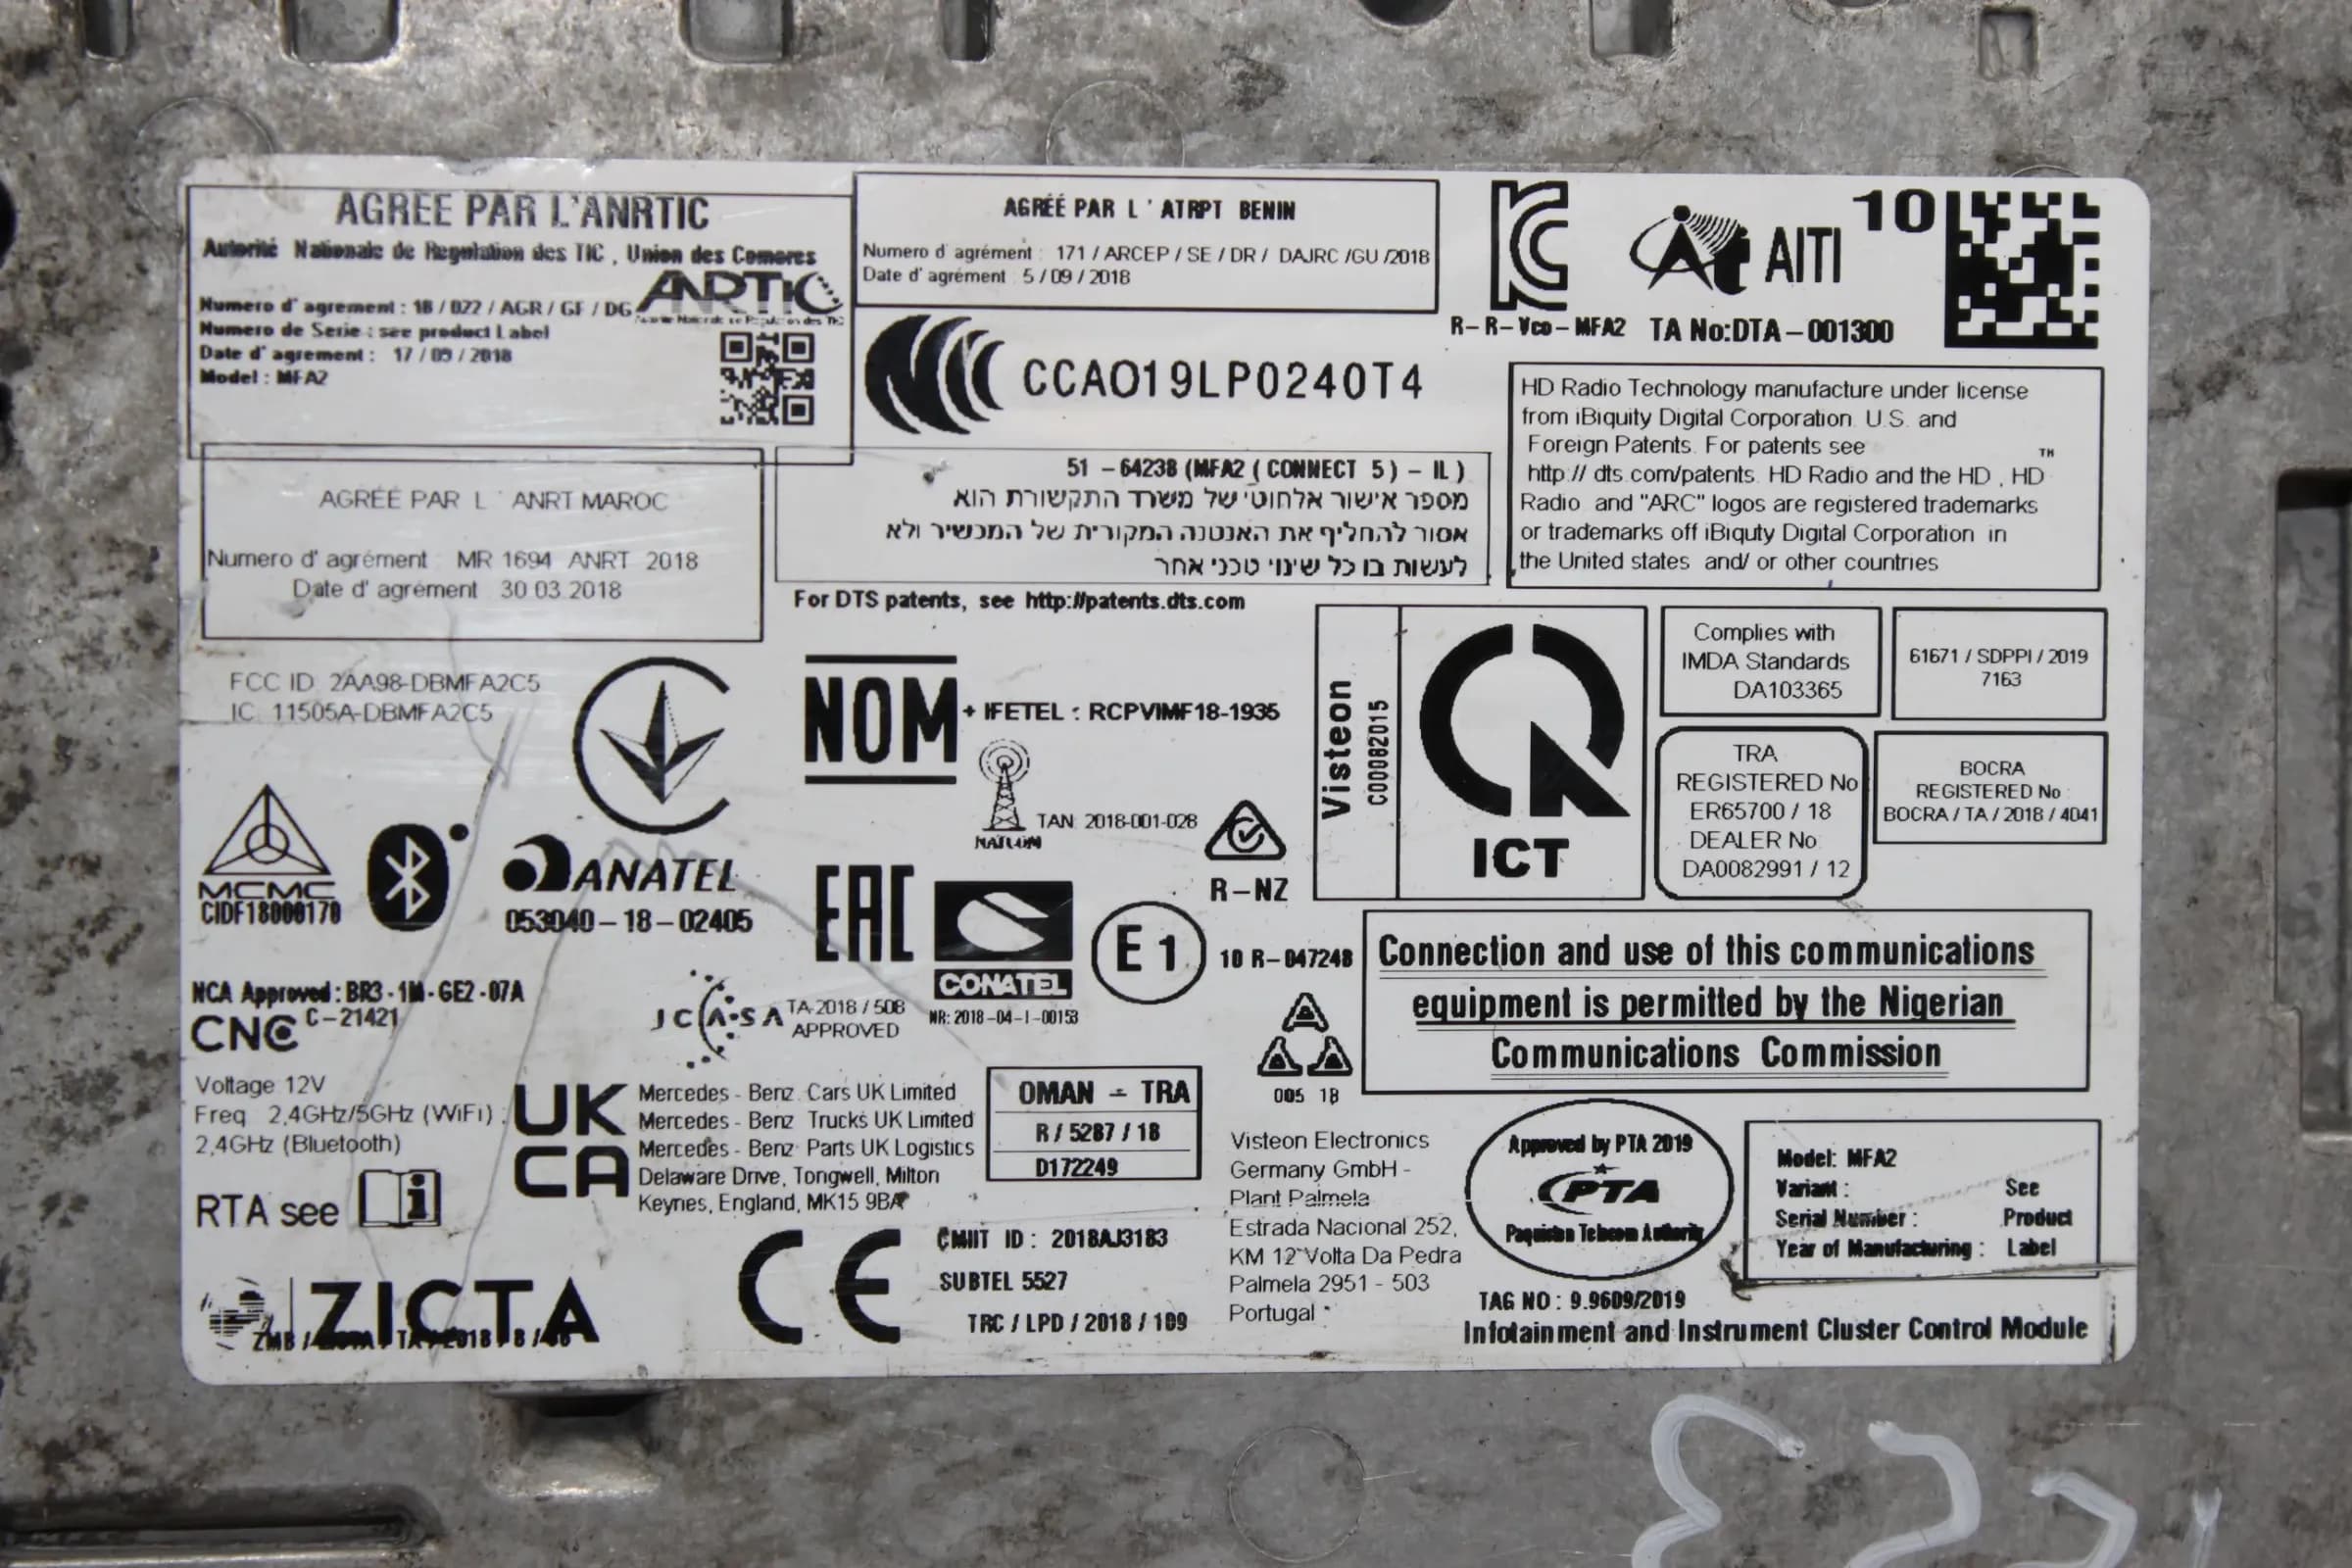 AGREE PAR L'ANRTIC
Autorité Nationale de Regulation des TIC , Union des Comores
ANRTIC
Numero d' agrement : 18 / 022 / AGR / GF / DG
Numero de Serie : see product Label
Date d' agrement : 17 / 09 / 2018
Model : MFA2
AGRÉÉ PAR L ' ATRPT BENIN
Numero d' agrément : 171 / ARCEP / SE / DR / DAJRC /GU /2018
Date d' agrément 5 / 09 / 2018
R-R-Vco-MFA2
AITI
TA No:DTA-001300
10
CCAO19LP0240T4
HD Radio Technology manufacture under license
from iBiquity Digital Corporation. U.S. and
Foreign Patents. For patents see
http:// dts.com/patents. HD Radio and the HD , HD ™
Radio and "ARC" logos are registered trademarks
or trademarks off iBiquty Digital Corporation in
the United states and/ or other countries
AGRÉE PAR L ' ANRT MAROC
Numero d' agrément MR 1694 ANRT 2018
Date d' agrément 30.03.2018
51 - 64238 (MFA2 ( CONNECT 5 ) - IL )
מספר אישור אלחוטי של משרד התקשורת הוא
אסור להחליף את האנטנה המקורית של המכשיר ולא
לעשות בו כל שינוי טכני אחר
For DTS patents, see http://patents.dts.com
FCC ID 2AA98-DBMFA2C5
IC 11505A-DBMFA2C5
NOM
+ IFETEL : RCPVIMF18-1935
NATCOM
TAN 2018-001-028
R-NZ
Visteon
C00082015
ICT
Complies with
IMDA Standards
DA103365
61671 / SDPPI / 2019
7163
TRA
REGISTERED No
ER65700 / 18
DEALER No
DA0082991 / 12
BOCRA
REGISTERED No
BOCRA / TA / 2018 / 4041
MCMC
CIDF18000170
ANATEL
053040-18-02405
EAC
CONATEL
NR: 2018-04-I-00153
E 1
10 R-047248
Connection and use of this communications
equipment is permitted by the Nigerian
Communications Commission
NCA Approved : BR3 - 1M - GE2 - 07A
CNC C-21421
ICASA
TA-2018 / 508
APPROVED
005 18
Voltage 12V
Freq 2,4GHz/5GHz (WiFi) :
2,4GHz (Bluetooth)
RTA see i
UK
CA
Mercedes - Benz Cars UK Limited
Mercedes - Benz Trucks UK Limited
Mercedes - Benz Parts UK Logistics
Delaware Drive, Tongwell, Milton
Keynes, England, MK15 9BA
OMAN - TRA
R / 5287 / 18
D172249
Visteon Electronics
Germany GmbH -
Plant Palmela
Estrada Nacional 252,
KM 12 Volta Da Pedra
Palmela 2951 - 503
Portugal
Approved by PTA 2019
PTA
Paquistan Telecom Authority
TAG NO : 9.9609/2019
Model: MFA2
Variant : See
Serial Number : Product
Year of Manufacturing : Label
ZICTA
CE
CMIIT ID : 2018AJ3183
SUBTEL 5527
TRC / LPD / 2018 / 109
Infotainment and Instrument Cluster Control Module